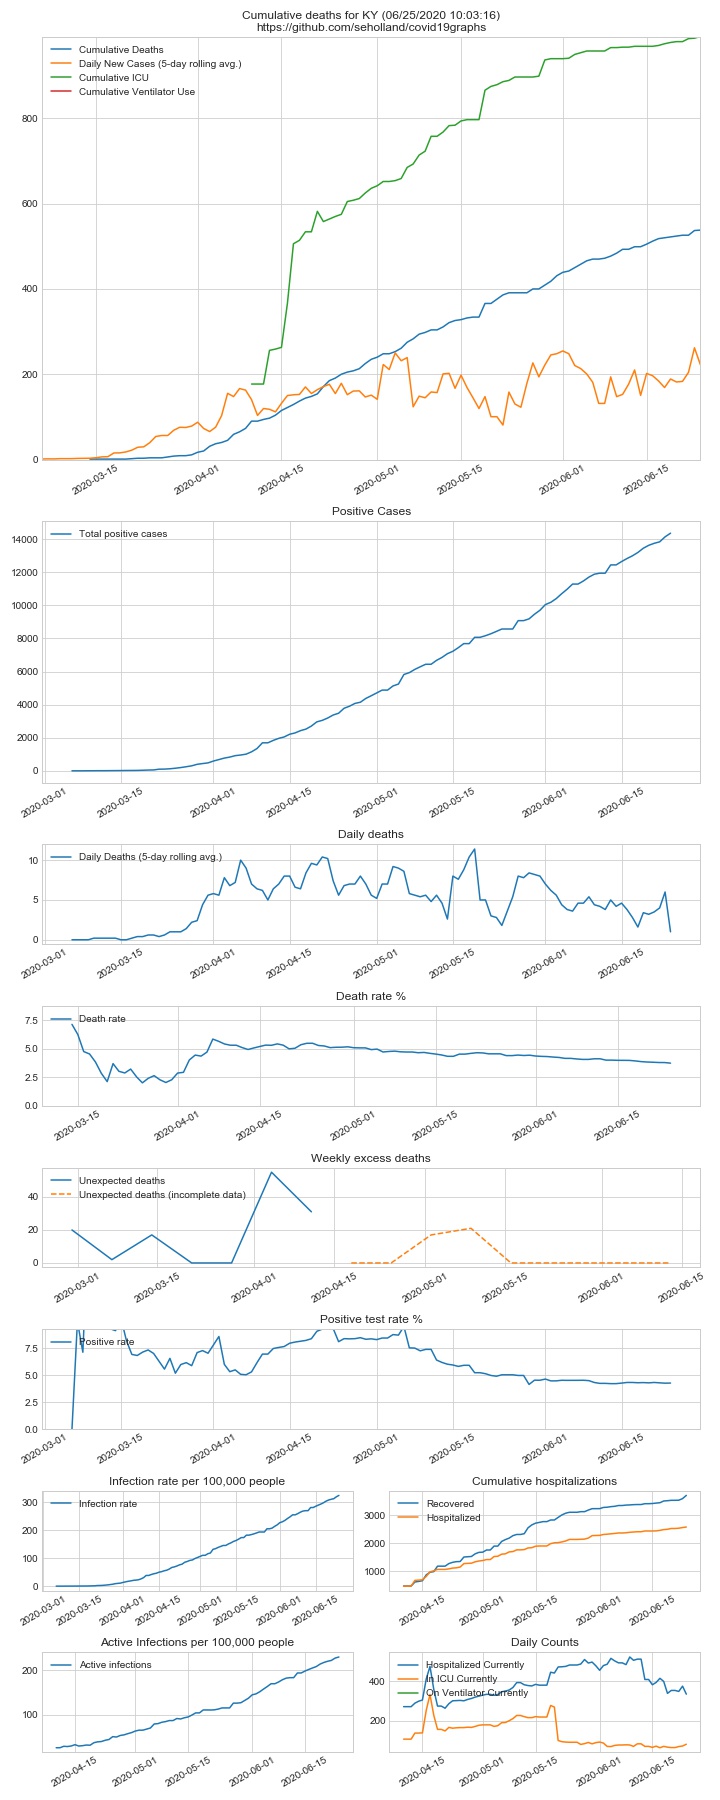 Cumulative deaths for KY (06/25/2020 10:03:16)
https://github.com/seholland/covid19graphs
Cumulative Deaths
Daily New Cases (5-day rolling avg.)
Cumulative ICU
Cumulative Ventilator Use
800
600
400
200
0
2020-03-15 2020-04-01 2020-04-15 2020-05-01 2020-05-15 2020-06-01 2020-06-15
Positive Cases
Total positive cases
14000
12000
10000
8000
6000
4000
2000
0
2020-03-01 2020-03-15 2020-04-01 2020-04-15 2020-05-01 2020-05-15 2020-06-01 2020-06-15
Daily deaths
Daily Deaths (5-day rolling avg.)
10
5
0
2020-03-01 2020-03-15 2020-04-01 2020-04-15 2020-05-01 2020-05-15 2020-06-01 2020-06-15
Death rate %
Death rate
7.5
5.0
2.5
0.0
2020-03-15 2020-04-01 2020-04-15 2020-05-01 2020-05-15 2020-06-01 2020-06-15
Weekly excess deaths
Unexpected deaths
Unexpected deaths (incomplete data)
40
20
0
2020-03-01 2020-03-15 2020-04-01 2020-04-15 2020-05-01 2020-05-15 2020-06-01 2020-06-15
Positive test rate %
Positive rate
7.5
5.0
2.5
0.0
2020-03-01 2020-03-15 2020-04-01 2020-04-15 2020-05-01 2020-05-15 2020-06-01 2020-06-15
Infection rate per 100,000 people
Infection rate
300
200
100
0
2020-03-01 2020-03-15 2020-04-01 2020-04-15 2020-05-01 2020-05-15 2020-06-01 2020-06-15
Cumulative hospitalizations
Recovered
Hospitalized
3000
2000
1000
2020-04-15 2020-05-01 2020-05-15 2020-06-01 2020-06-15
Active Infections per 100,000 people
Active infections
200
100
2020-04-15 2020-05-01 2020-05-15 2020-06-01 2020-06-15
Daily Counts
Hospitalized Currently
In ICU Currently
On Ventilator Currently
400
200
2020-04-15 2020-05-01 2020-05-15 2020-06-01 2020-06-15